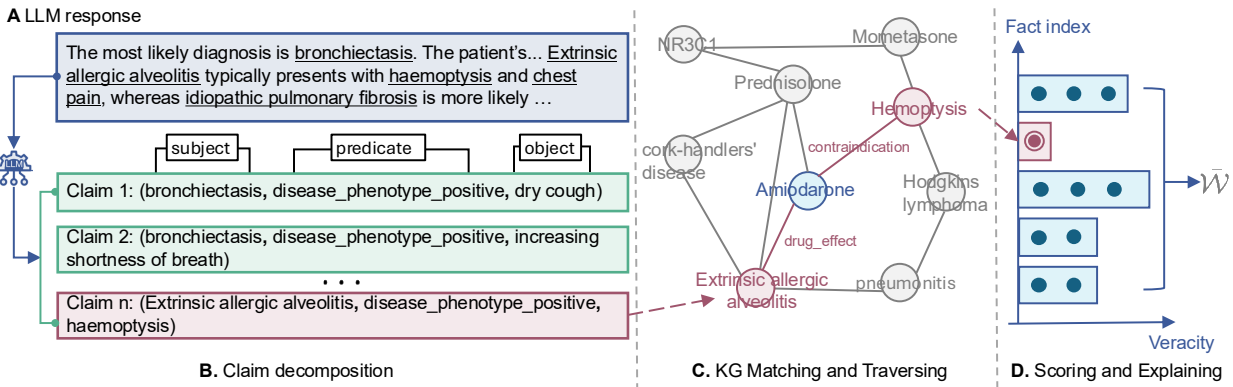 A LLM response
The most likely diagnosis is bronchiectasis. The patient's... Extrinsic
allergic alveolitis typically presents with haemoptysis and chest
pain, whereas idiopathic pulmonary fibrosis is more likely ...
LLM
subject
predicate
object
Claim 1: (bronchiectasis, disease_phenotype_positive, dry cough)
Claim 2: (bronchiectasis, disease_phenotype_positive, increasing
shortness of breath)
...
Claim n: (Extrinsic allergic alveolitis, disease_phenotype_positive,
haemoptysis)
B. Claim decomposition
NR3C1
Mometasone
Prednisolone
Hemoptysis
contraindication
cork-handlers'
disease
Amiodarone
Hodgkins
lymphoma
drug_effect
Extrinsic allergic
alveolitis
pneumonitis
C. KG Matching and Traversing
Fact index
W̄
Veracity
D. Scoring and Explaining